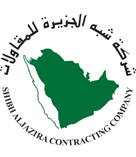 شركة شبه الجزيرة للمقاولات
SHIBH ALJAZIRA CONTRACTING COMPANY